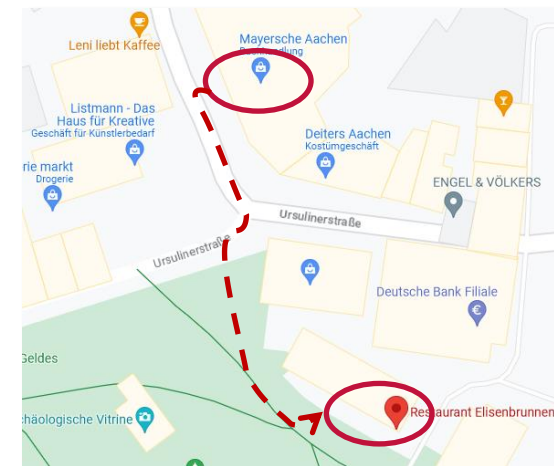 Leni liebt Kaffee
Mayersche Aachen
Buchhandlung
Listmann - Das
Haus für Kreative
Geschäft für Künstlerbedarf
Deiters Aachen
Kostümgeschäft
rie markt
Drogerie
ENGEL & VÖLKERS
Ursulinerstraße
Ursulinerstraße
Deutsche Bank Filiale
Geldes
chäologische Vitrine
Restaurant Elisenbrunnen